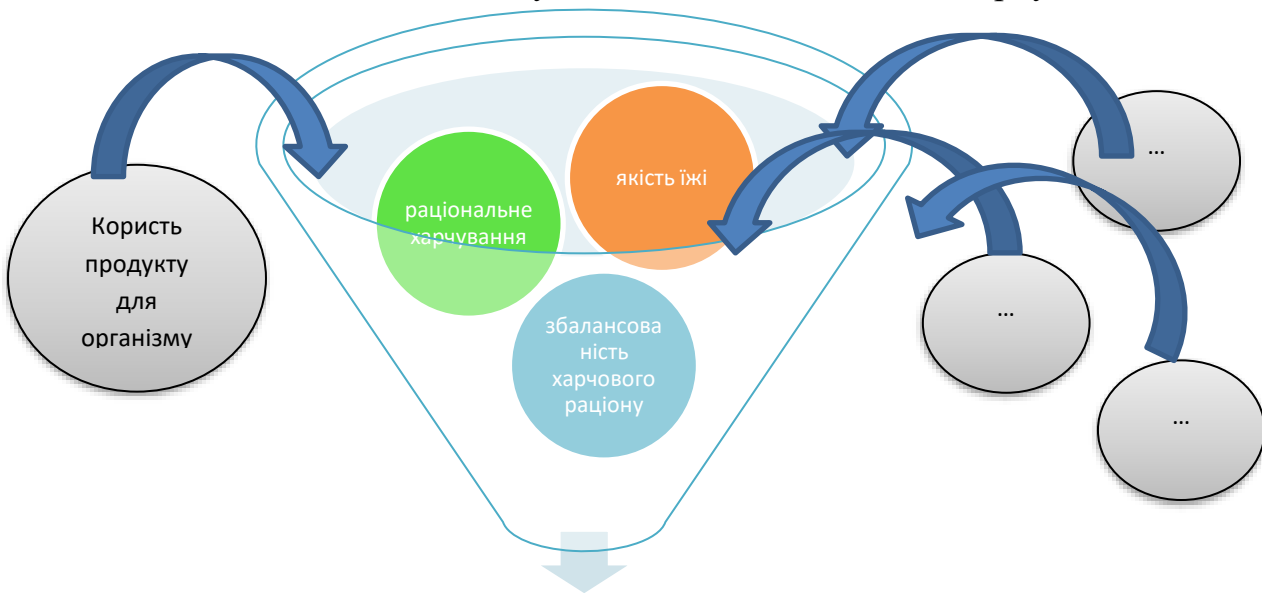 Користь
продукту
для
організму
раціональне
харчування
якість їжі
збалансова
ність
харчового
раціону
...
...
...